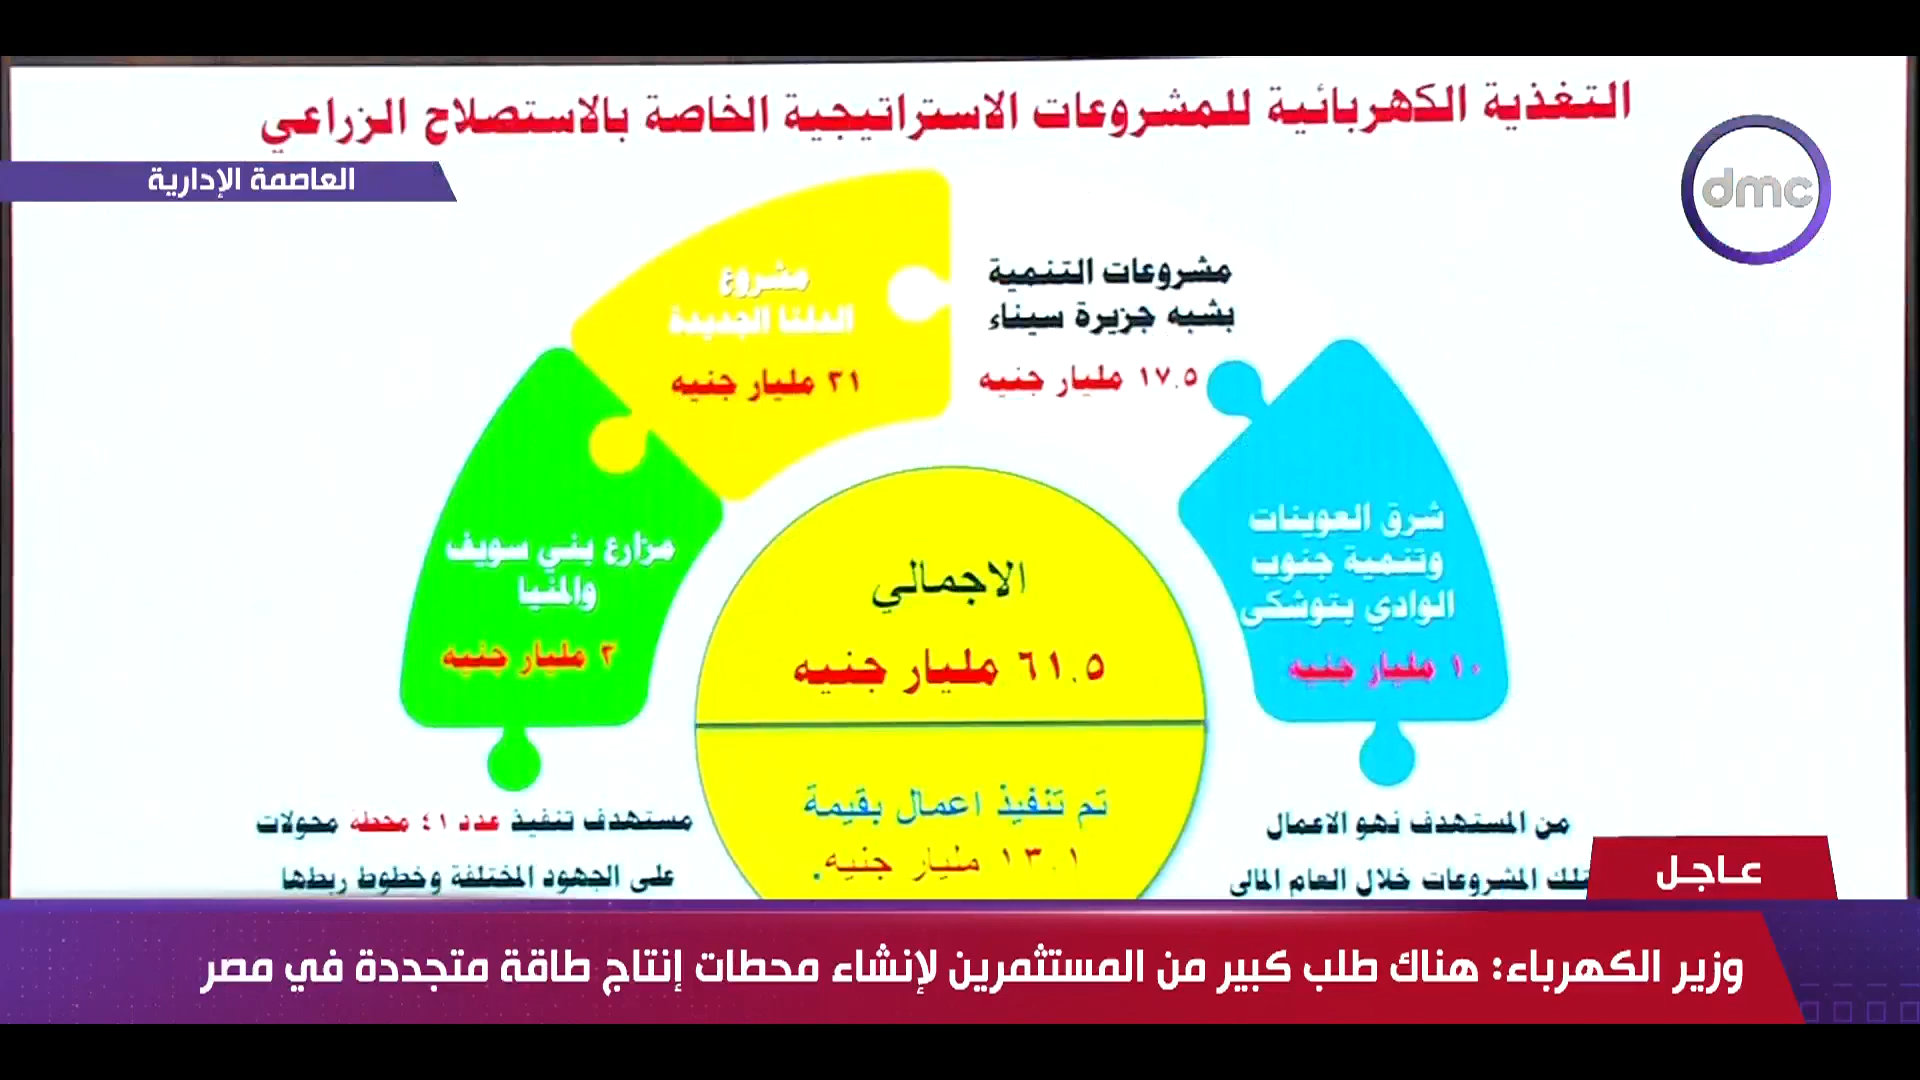 التغذية الكهربائية للمشروعات الاستراتيجية الخاصة بالاستصلاح الزراعي
dmc
العاصمة الإدارية
مشروعات التنمية
بشبه جزيرة سيناء
١٧.٥ مليار جنيه
مشروع
الدلتا الجديدة
٣١ مليار جنيه
شرق العوينات
وتنمية جنوب
الوادي بتوشكى
١٠ مليار جنيه
مزارع بني سويف
والمنيا
٣ مليار جنيه
الاجمالي
٦١.٥ مليار جنيه
تم تنفيذ اعمال بقيمة
١٣.١ مليار جنيه.
من المستهدف نهو الاعمال
تلك المشروعات خلال العام المالى
مستهدف تنفيذ عدد ٤١ محطة محولات
على الجهود المختلفة وخطوط ربطها
عاجل
وزير الكهرباء: هناك طلب كبير من المستثمرين لإنشاء محطات إنتاج طاقة متجددة في مصر